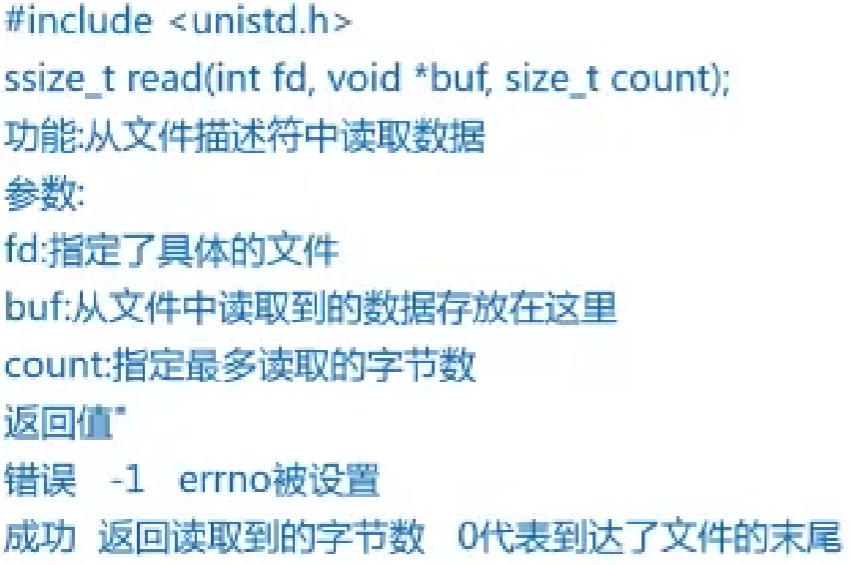 #include <unistd.h>
ssize_t read(int fd, void *buf, size_t count);
功能:从文件描述符中读取数据
参数:
fd:指定了具体的文件
buf:从文件中读取到的数据存放在这里
count:指定最多读取的字节数
返回值"
错误 -1 errno被设置
成功 返回读取到的字节数 0代表到达了文件的末尾